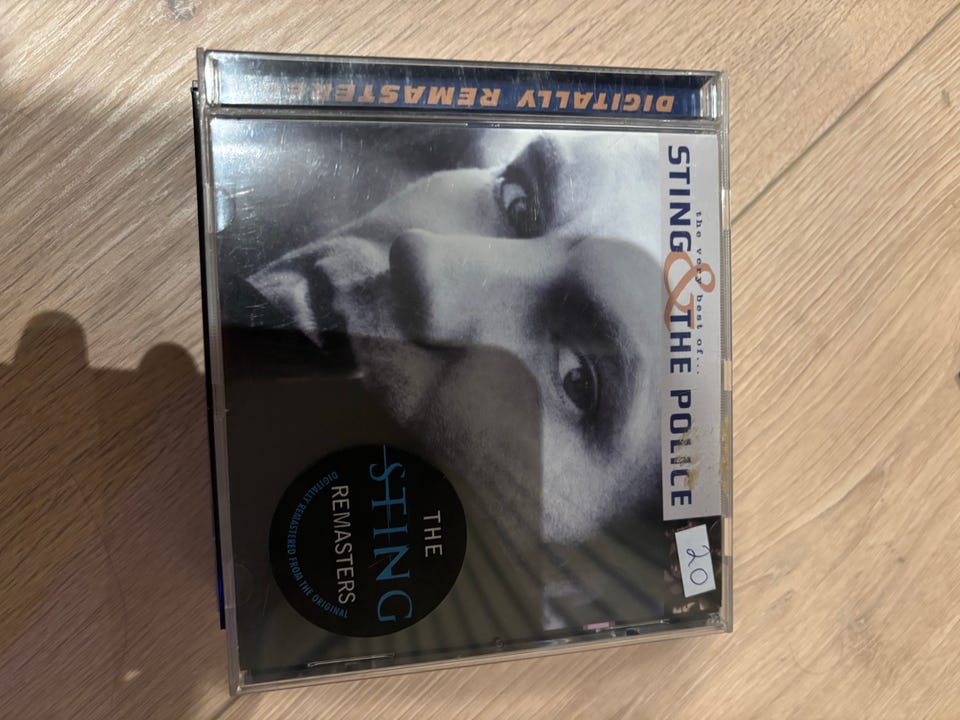 DIGITALLY REMASTERED
the very best of...
STING & THE POLICE
20
THE
STING
REMASTERS
DIGITALLY REMASTERED FROM THE ORIGINAL